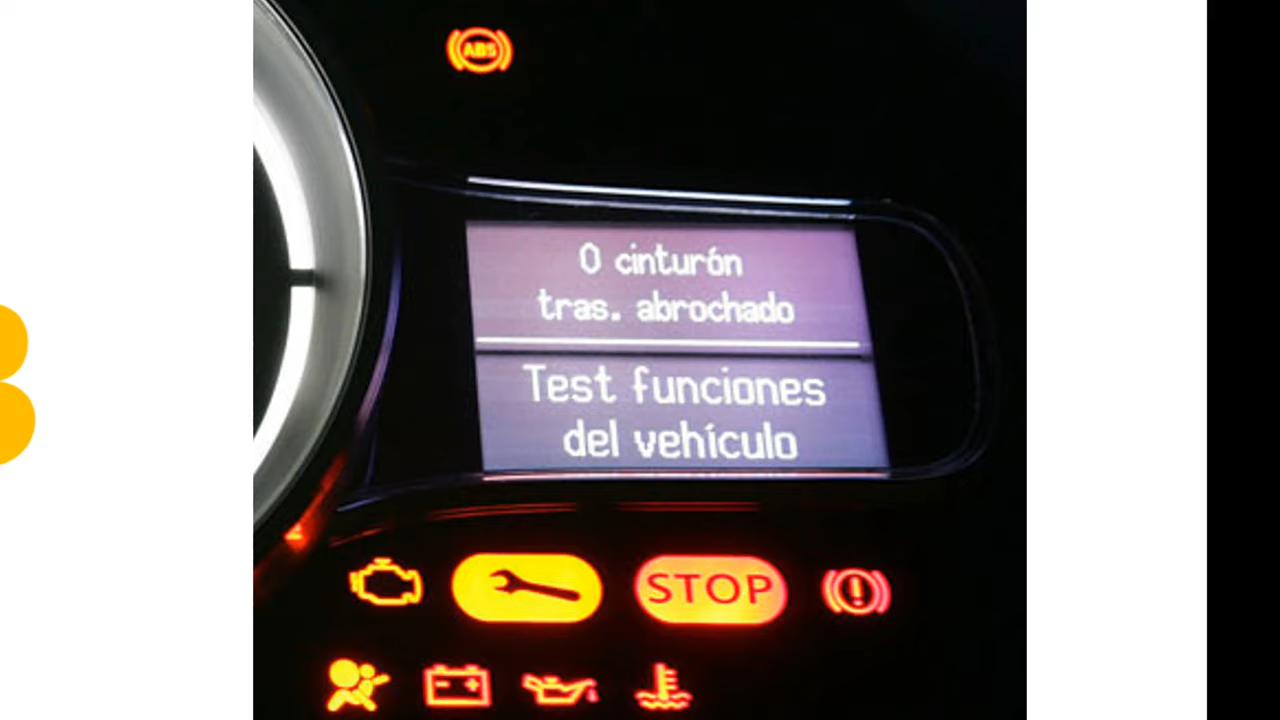 ABS
0 cinturón
tras. abrochado
Test funciones
del vehículo
STOP